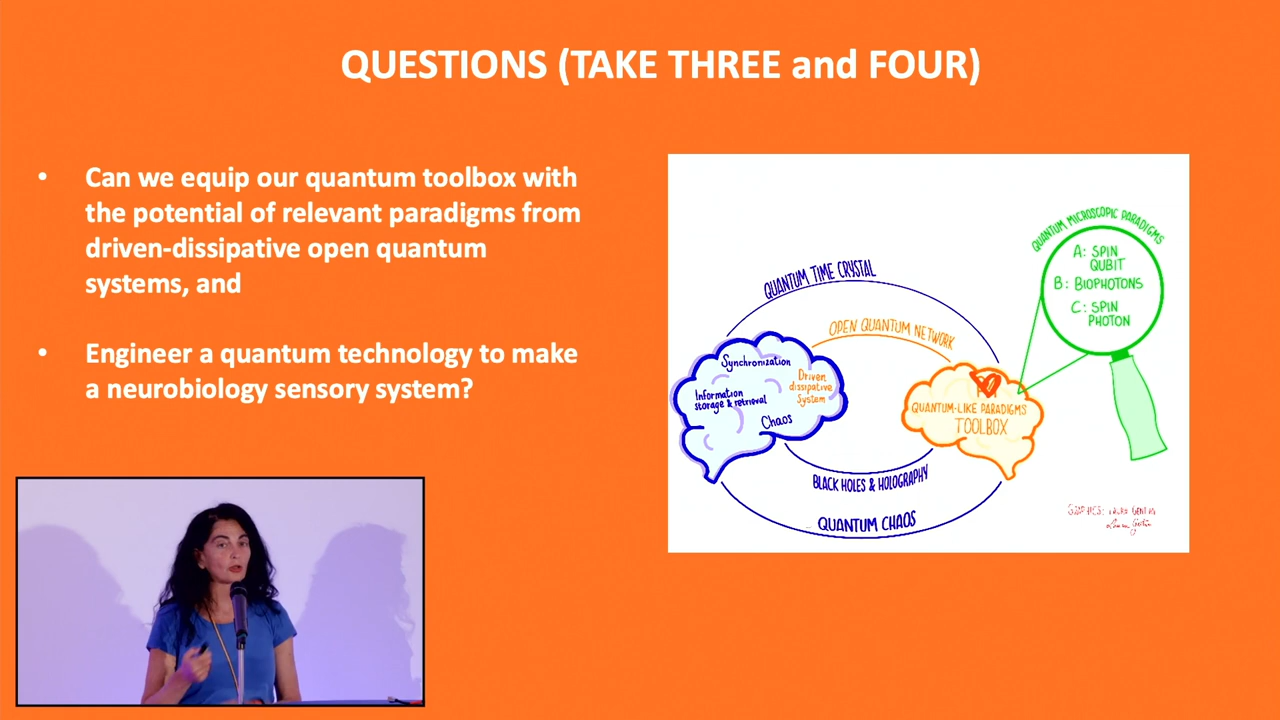 QUESTIONS (TAKE THREE and FOUR)
• Can we equip our quantum toolbox with
the potential of relevant paradigms from
driven-dissipative open quantum
systems, and
• Engineer a quantum technology to make
a neurobiology sensory system?
QUANTUM MICROSCOPIC PARADIGMS
A: SPIN
QUBIT
B: BIOPHOTONS
C: SPIN
PHOTON
QUANTUM TIME CRYSTAL
OPEN QUANTUM NETWORK
Synchronization
Information
storage & retrieval
Driven
dissipative
System
Chaos
QUANTUM-LIKE PARADIGMS
TOOLBOX
BLACK HOLES & HOLOGRAPHY
QUANTUM CHAOS